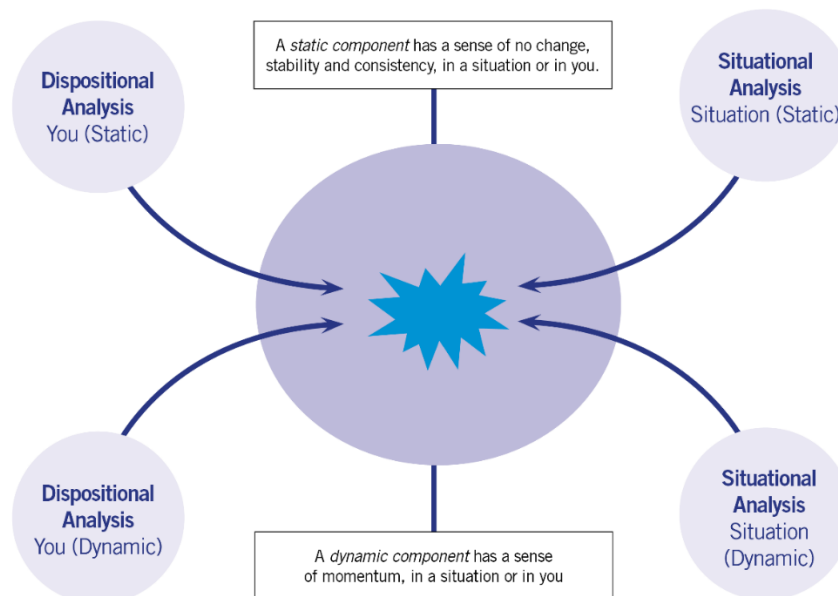 Dispositional
Analysis
You (Static)
A static component has a sense of no change,
stability and consistency, in a situation or in you.
Situational
Analysis
Situation (Static)
Dispositional
Analysis
You (Dynamic)
A dynamic component has a sense
of momentum, in a situation or in you
Situational
Analysis
Situation
(Dynamic)